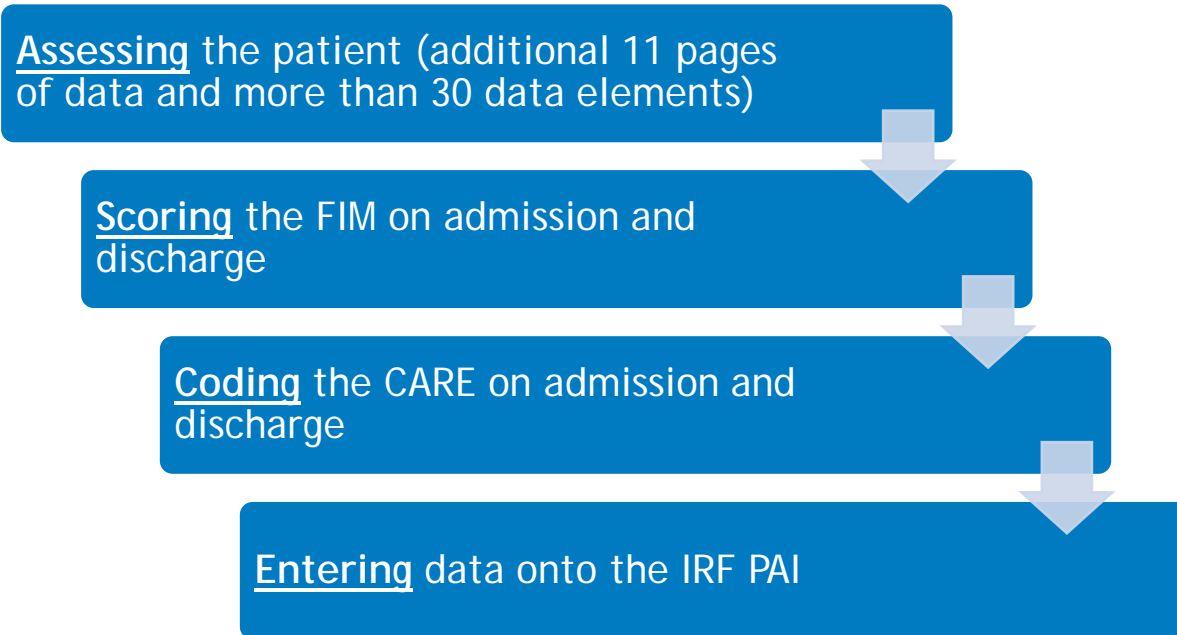 Assessing the patient (additional 11 pages
of data and more than 30 data elements)
Scoring the FIM on admission and
discharge
Coding the CARE on admission and
discharge
Entering data onto the IRF PAI